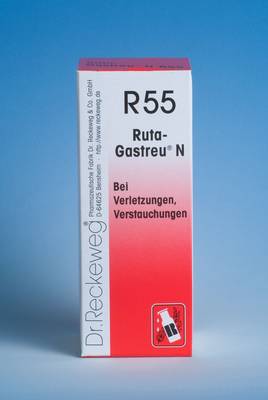 R55
Ruta-
Gastreu® N
Bei
Verletzungen,
Verstauchungen
Dr.Reckeweg®
Pharmazeutische Fabrik Dr. Reckeweg & Co. GmbH
D-64625 Bensheim - http://www.reckeweg.de